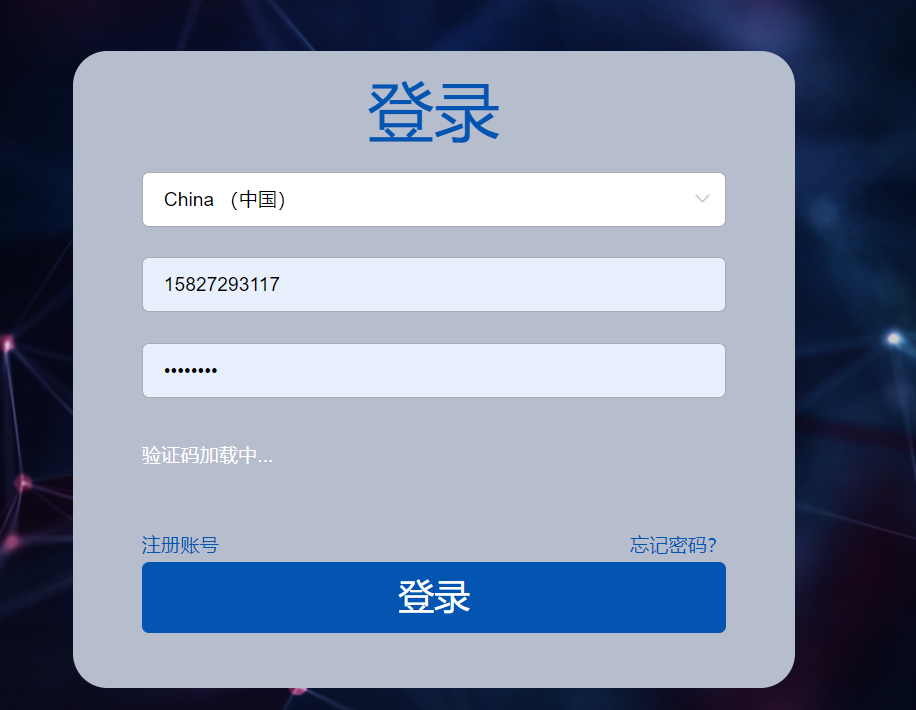 登录
China （中国）
15827293117
••••••••
验证码加载中...
注册账号
忘记密码?
登录